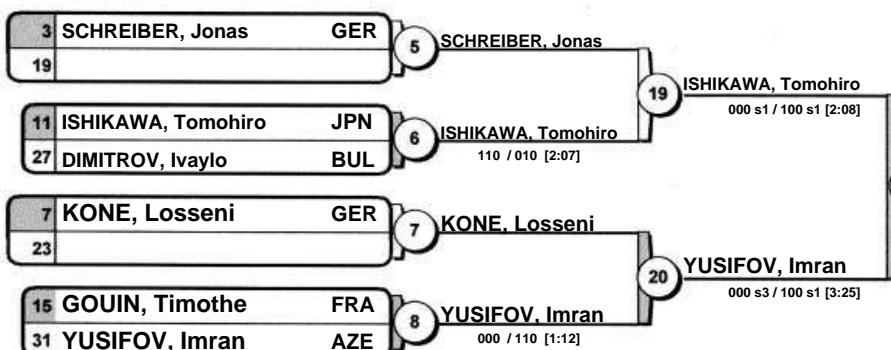 3 SCHREIBER, Jonas GER
19
5
SCHREIBER, Jonas
19
ISHIKAWA, Tomohiro
000 s1 / 100 s1 [2:08]
11 ISHIKAWA, Tomohiro JPN
27 DIMITROV, Ivaylo BUL
6
ISHIKAWA, Tomohiro
110 / 010 [2:07]
7 KONE, Losseni GER
23
7
KONE, Losseni
20
YUSIFOV, Imran
000 s3 / 100 s1 [3:25]
15 GOUIN, Timothe FRA
31 YUSIFOV, Imran AZE
8
YUSIFOV, Imran
000 / 110 [1:12]